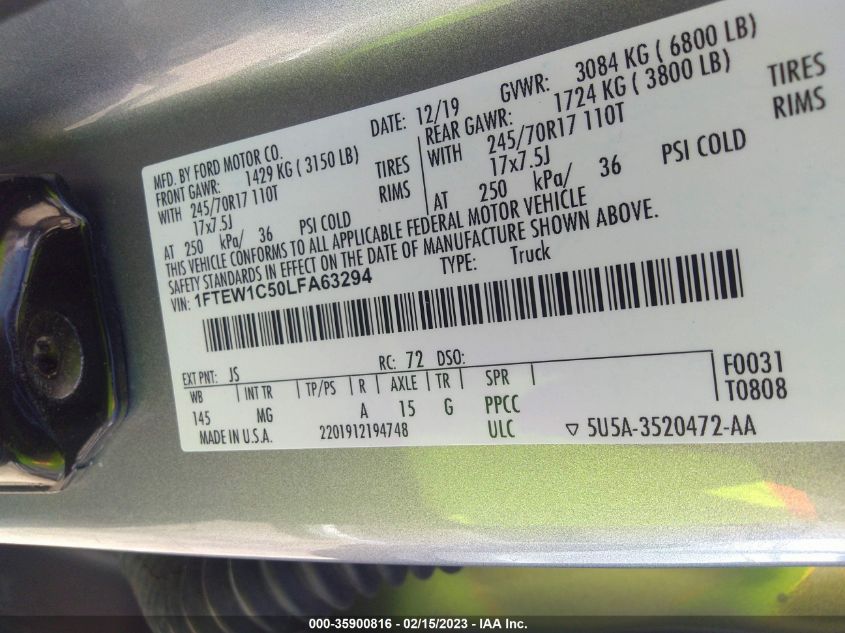 MFD. BY FORD MOTOR CO.
DATE: 12/19
GVWR: 3084 KG ( 6800 LB)
FRONT GAWR: 1429 KG ( 3150 LB)
REAR GAWR: 1724 KG ( 3800 LB)
WITH 245/70R17 110T TIRES
WITH 245/70R17 110T TIRES
17x7.5J RIMS
17x7.5J RIMS
AT 250 kPa/ 36 PSI COLD
AT 250 kPa/ 36 PSI COLD
THIS VEHICLE CONFORMS TO ALL APPLICABLE FEDERAL MOTOR VEHICLE
SAFETY STANDARDS IN EFFECT ON THE DATE OF MANUFACTURE SHOWN ABOVE.
VIN: 1FTEW1C50LFA63294 TYPE: Truck
EXT PNT: JS RC: 72 DSO:
WB INT TR TP/PS R AXLE TR SPR F0031
145 MG A 15 G PPCC T0808
MADE IN U.S.A. 2201912194748 ULC ▽ 5U5A-3520472-AA
000-35900816 - 02/15/2023 - IAA Inc.